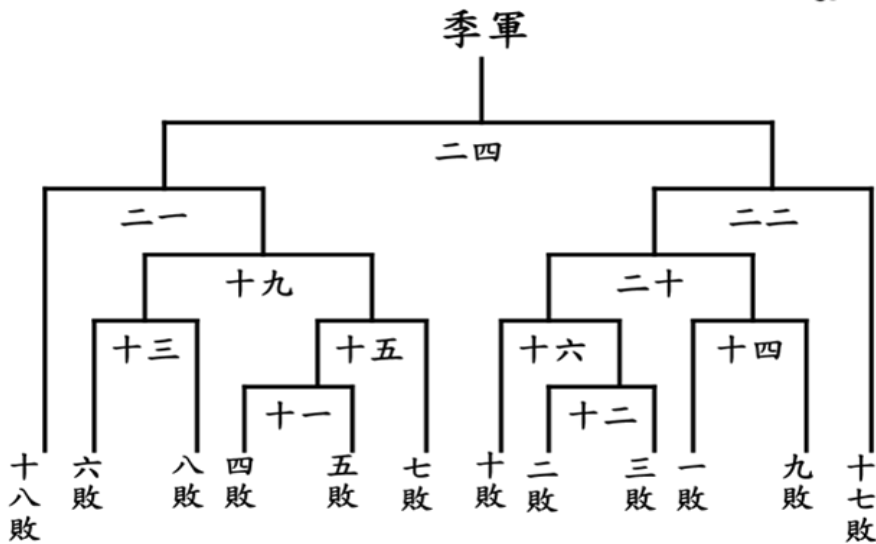 季軍
二四
二一
二二
十九
二十
十三
十五
十六
十四
十一
十二
十八敗
六敗
八敗
四敗
五敗
七敗
十敗
二敗
三敗
一敗
九敗
十七敗